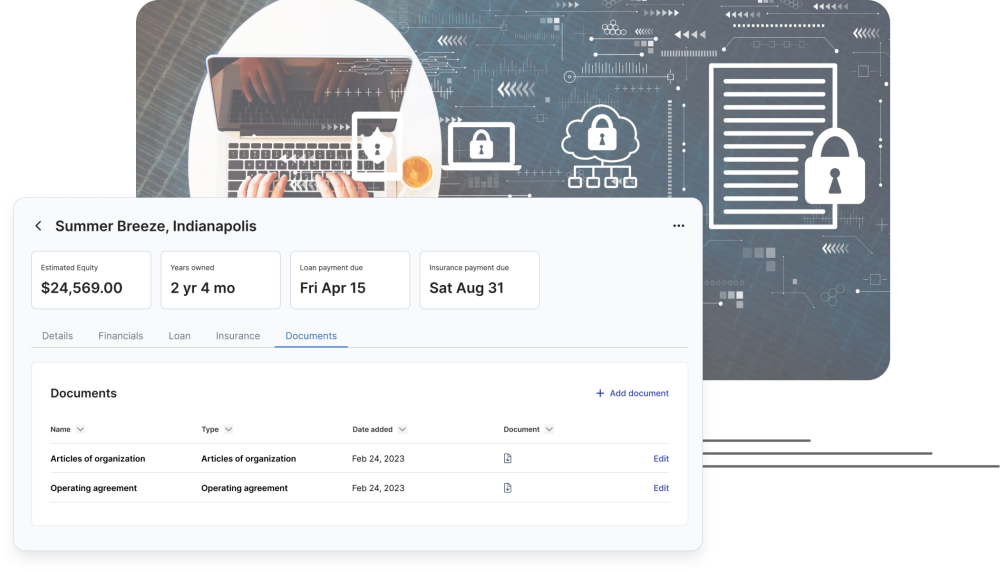 Summer Breeze, Indianapolis
Estimated Equity
$24,569.00
Years owned
2 yr 4 mo
Loan payment due
Fri Apr 15
Insurance payment due
Sat Aug 31
Details Financials Loan Insurance Documents
Documents
+ Add document
Name Type Date added Document
Articles of organization Articles of organization Feb 24, 2023 Edit
Operating agreement Operating agreement Feb 24, 2023 Edit